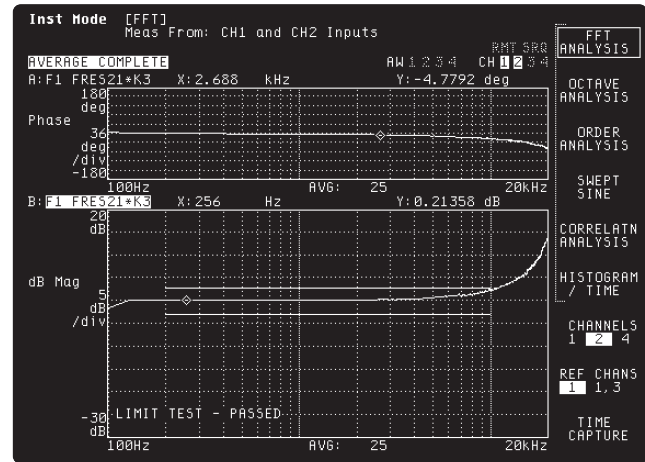 Inst Mode [FFT]
Meas From: CH1 and CH2 Inputs
RMT SRQ
AVERAGE COMPLETE AW 1 2 3 4 CH 1 2 3 4
A: F1 FRES21*K3 X:2.688 kHz Y:-4.7792 deg
180
deg
Phase
36
deg
/div
-180
100Hz AVG: 25 20kHz
B: F1 FRES21*K3 X:256 Hz Y:0.21358 dB
20
dB
dB Mag
5
dB
/div
LIMIT TEST - PASSED
-30
dB
100Hz AVG: 25 20kHz
FFT
ANALYSIS
OCTAVE
ANALYSIS
ORDER
ANALYSIS
SWEPT
SINE
CORRELATN
ANALYSIS
HISTOGRAM
/ TIME
CHANNELS
1 2 4
REF CHANS
1 1,3
TIME
CAPTURE